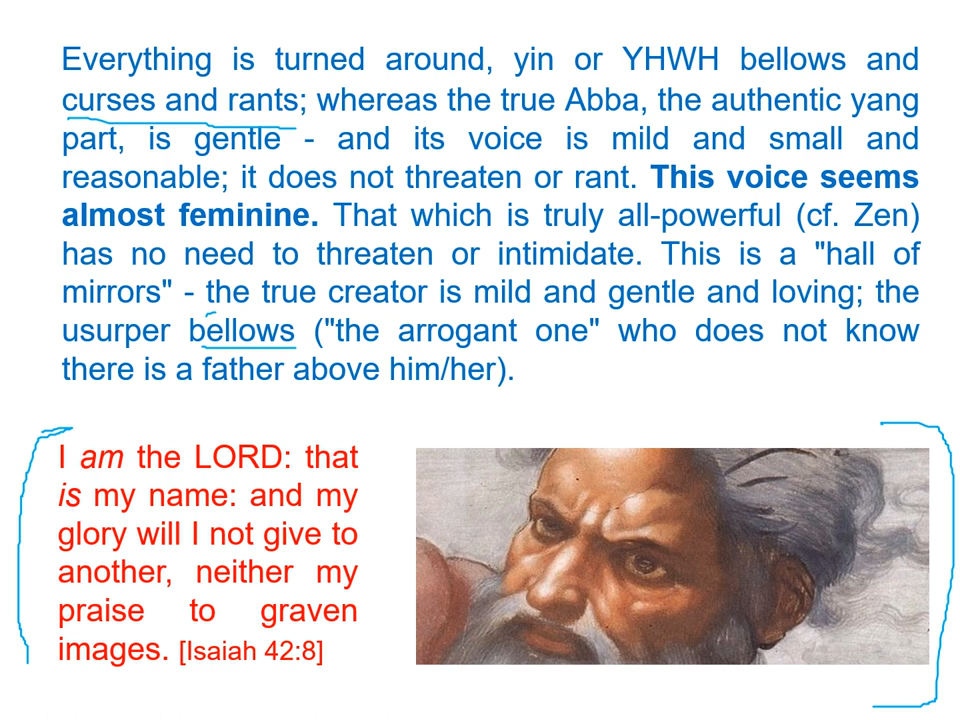 Everything is turned around, yin or YHWH bellows and
curses and rants; whereas the true Abba, the authentic yang
part, is gentle - and its voice is mild and small and
reasonable; it does not threaten or rant. This voice seems
almost feminine. That which is truly all-powerful (cf. Zen)
has no need to threaten or intimidate. This is a "hall of
mirrors" - the true creator is mild and gentle and loving; the
usurper bellows ("the arrogant one" who does not know
there is a father above him/her).
I am the LORD: that
is my name: and my
glory will I not give to
another, neither my
praise to graven
images. [Isaiah 42:8]